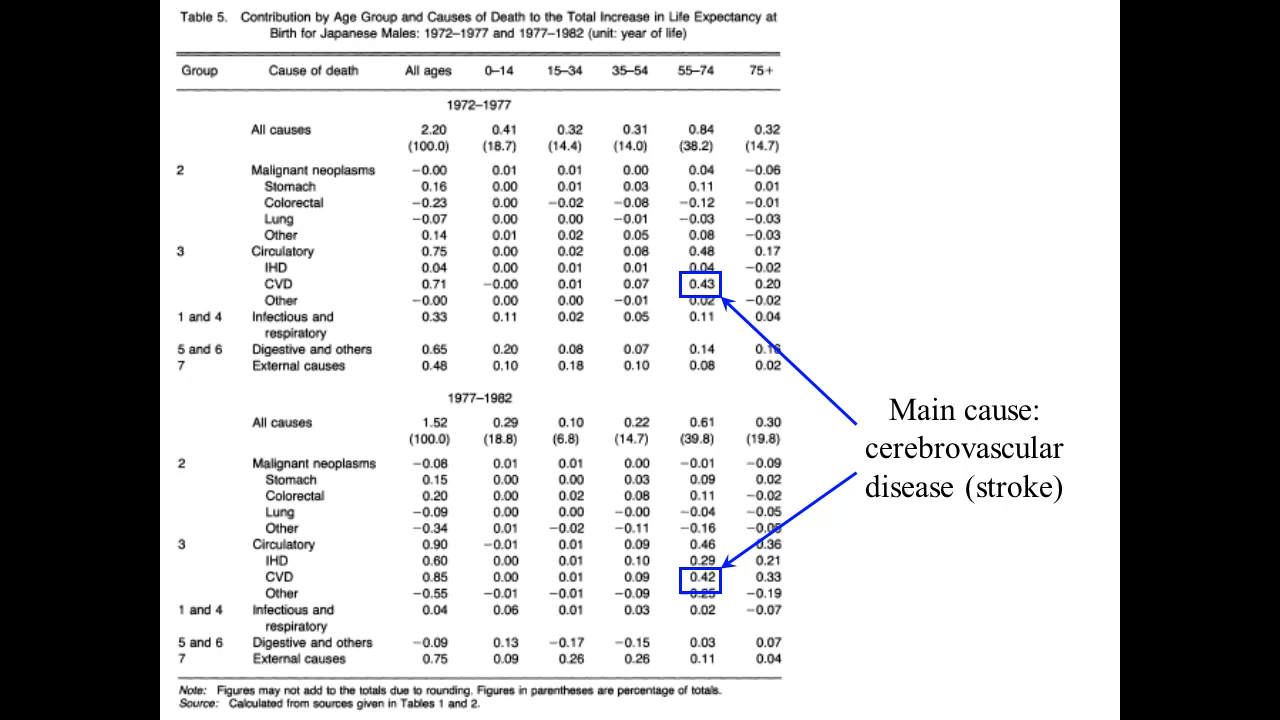 Table 5. Contribution by Age Group and Causes of Death to the Total Increase in Life Expectancy at
Birth for Japanese Males: 1972–1977 and 1977–1982 (unit: year of life)
Group Cause of death All ages 0–14 15–34 35–54 55–74 75+
1972–1977
All causes 2.20 0.41 0.32 0.31 0.84 0.32
(100.0) (18.7) (14.4) (14.0) (38.2) (14.7)
2 Malignant neoplasms −0.00 0.01 0.01 0.00 0.04 −0.06
Stomach 0.16 0.00 0.01 0.03 0.11 0.01
Colorectal −0.23 0.00 −0.02 −0.08 −0.12 −0.01
Lung −0.07 0.00 0.00 −0.01 −0.03 −0.03
Other 0.14 0.01 0.02 0.05 0.08 −0.03
3 Circulatory 0.75 0.00 0.02 0.08 0.48 0.17
IHD 0.04 0.00 0.01 0.01 0.04 −0.02
CVD 0.71 −0.00 0.01 0.07 0.43 0.20
Other −0.00 0.00 0.00 −0.01 0.02 −0.02
1 and 4 Infectious and 0.33 0.11 0.02 0.05 0.11 0.04
respiratory
5 and 6 Digestive and others 0.65 0.20 0.08 0.07 0.14
7 External causes 0.48 0.10 0.18 0.10 0.08 0.02
1977–1982
All causes 1.52 0.29 0.10 0.22 0.61 0.30
(100.0) (18.8) (6.8) (14.7) (39.8) (19.8)
2 Malignant neoplasms −0.08 0.01 0.01 0.00 −0.01 −0.09
Stomach 0.15 0.00 0.00 0.03 0.09 0.02
Colorectal 0.20 0.00 0.02 0.08 0.11 −0.02
Lung −0.09 0.00 0.00 −0.00 −0.04 −0.05
Other −0.34 0.01 −0.02 −0.11 −0.16
3 Circulatory 0.90 −0.01 0.01 0.09 0.46 0.36
IHD 0.60 0.00 0.01 0.10 0.29 0.21
CVD 0.85 0.00 0.01 0.09 0.42 0.33
Other −0.55 −0.01 −0.01 −0.09 −0.19
1 and 4 Infectious and 0.04 0.06 0.01 0.03 0.02 −0.07
respiratory
5 and 6 Digestive and others −0.09 0.13 −0.17 −0.15 0.03 0.07
7 External causes 0.75 0.09 0.26 0.26 0.11 0.04
Note: Figures may not add to the totals due to rounding. Figures in parentheses are percentage of totals.
Source: Calculated from sources given in Tables 1 and 2.
Main cause:
cerebrovascular
disease (stroke)